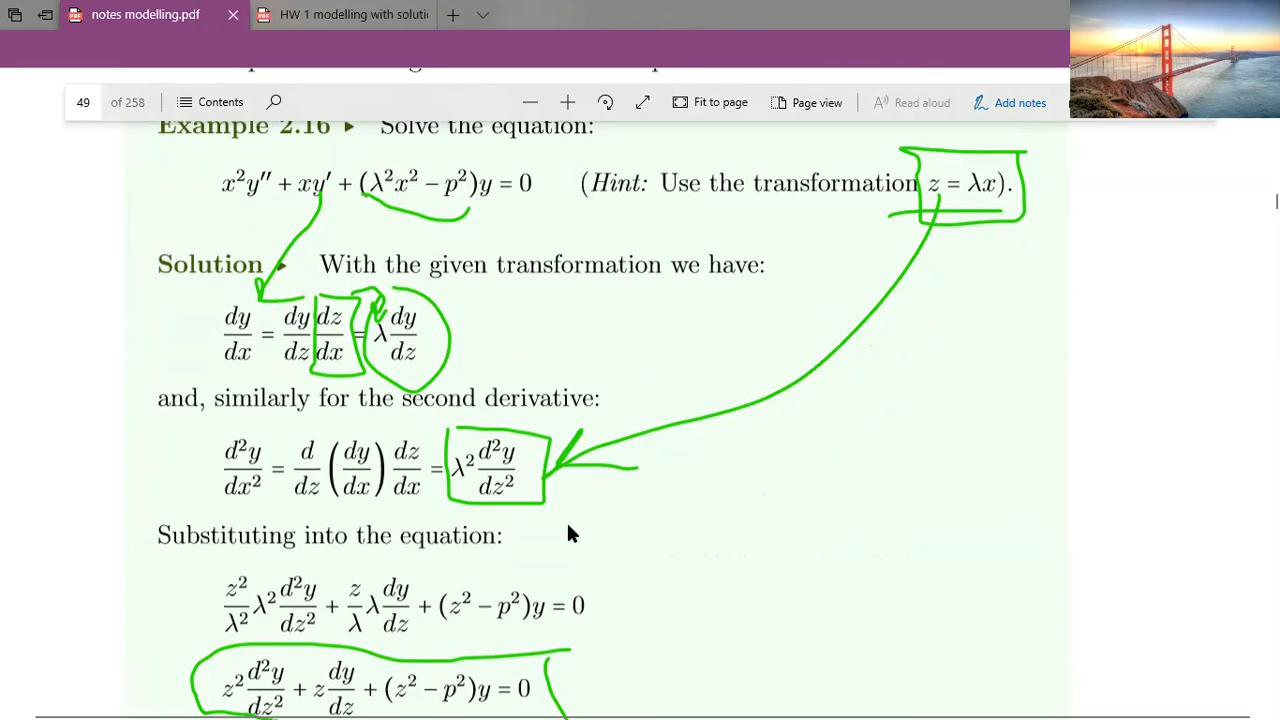 notes modelling.pdf
HW 1 modelling with soluti
49 of 258 Contents Fit to page Page view Read aloud Add notes
Example 2.16 ▸ Solve the equation:
x²y″ + xy′ + (λ²x² − p²)y = 0 (Hint: Use the transformation z = λx).
Solution ▸ With the given transformation we have:
dy/dx = dy/dz dz/dx = λ dy/dz
and, similarly for the second derivative:
d²y/dx² = d/dz (dy/dx) dz/dx = λ² d²y/dz²
Substituting into the equation:
z²/λ² λ² d²y/dz² + z/λ λ dy/dz + (z² − p²)y = 0
z² d²y/dz² + z dy/dz + (z² − p²)y = 0